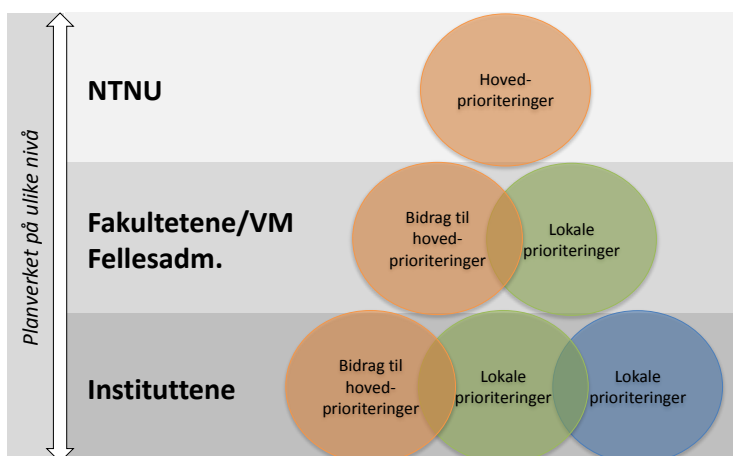 Planverket på ulike nivå
NTNU
Hoved-
prioriteringer
Fakultetene/VM
Fellesadm.
Bidrag til
hoved-
prioriteringer
Lokale
prioriteringer
Instituttene
Bidrag til
hoved-
prioriteringer
Lokale
prioriteringer
Lokale
prioriteringer